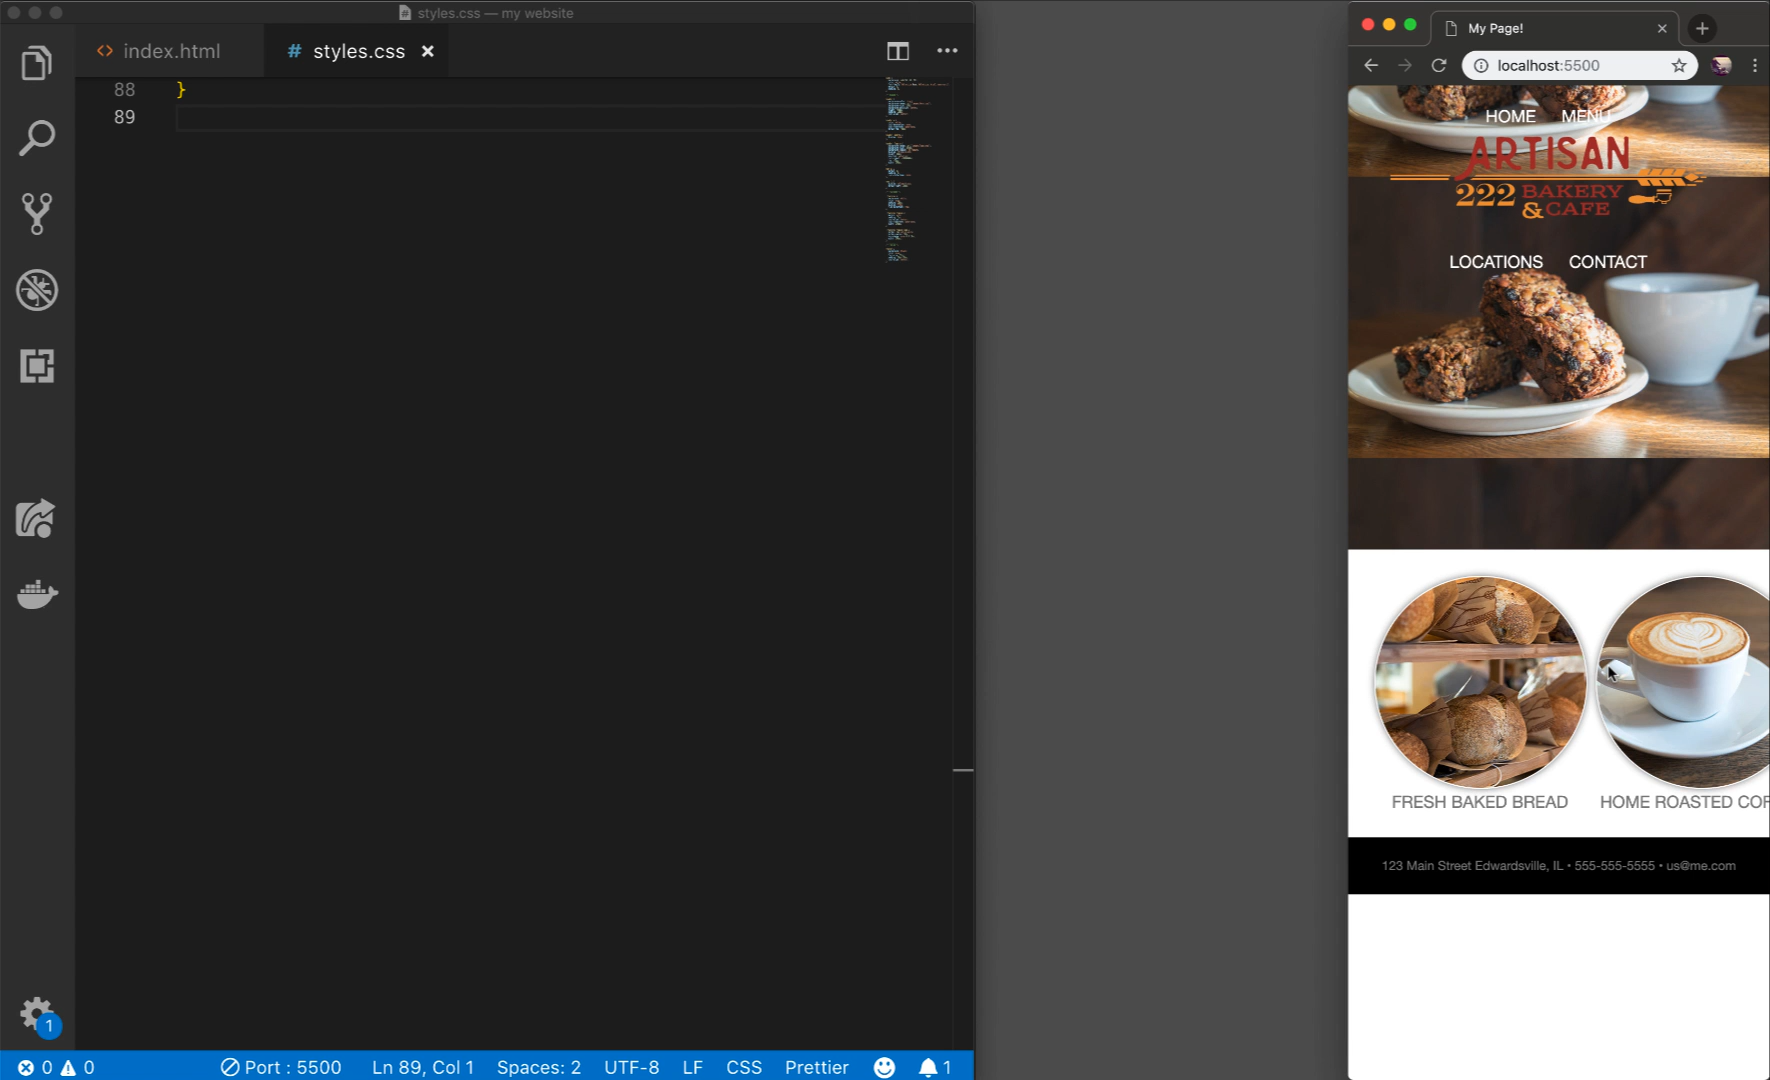 styles.css — my website
index.html
# styles.css
88 }
89
0 0 Port : 5500 Ln 89, Col 1 Spaces: 2 UTF-8 LF CSS Prettier 1
1
My Page!
localhost:5500
HOME MENU
ARTISAN
222 BAKERY
& CAFE
LOCATIONS CONTACT
FRESH BAKED BREAD HOME ROASTED COF
123 Main Street Edwardsville, IL • 555-555-5555 • us@me.com